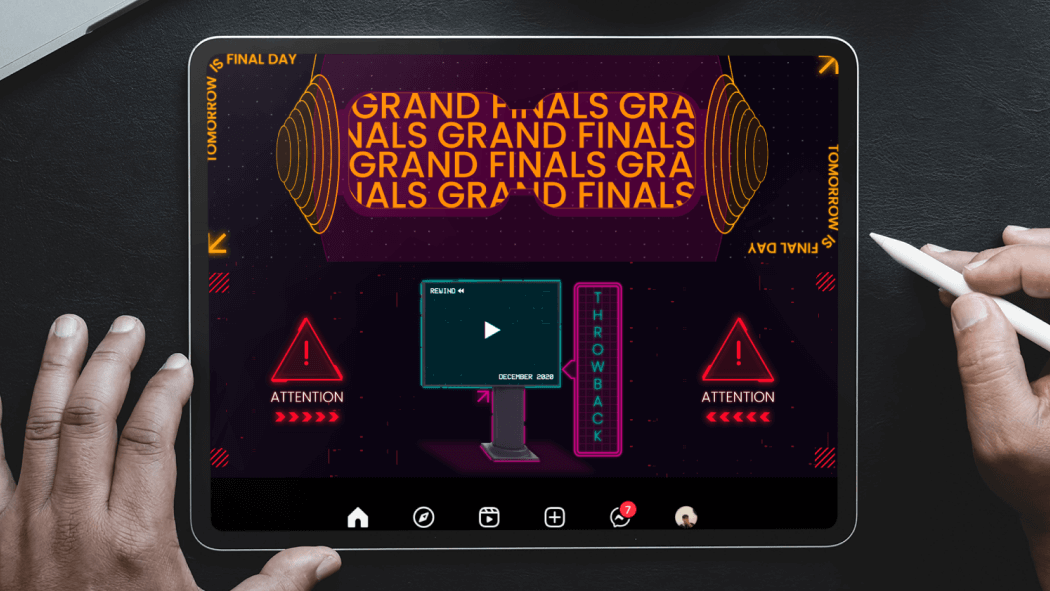 TOMORROW IS FINAL DAY
GRAND FINALS GRA
NALS GRAND FINALS
GRAND FINALS GRA
NALS GRAND FINALS
TOMORROW IS FINAL DAY
REWIND
DECEMBER 2020
THROWBACK
!
ATTENTION
!
ATTENTION
7